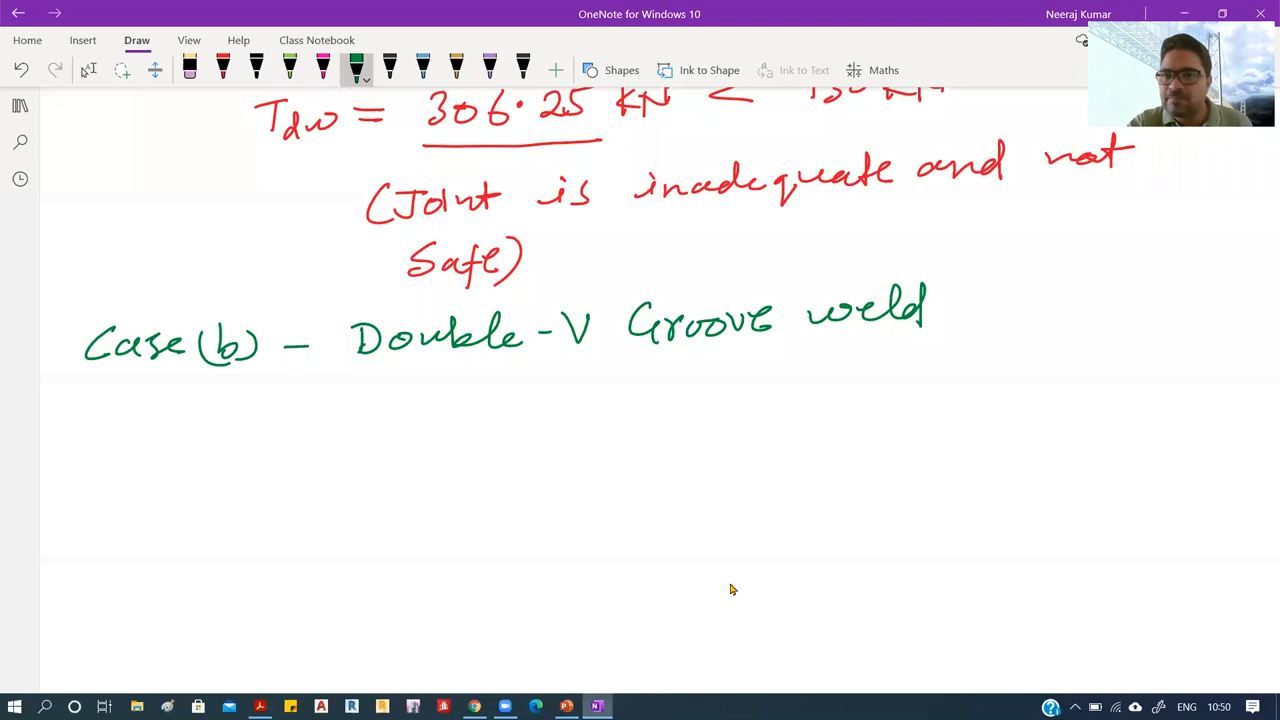 OneNote for Windows 10
Neeraj Kumar
Home Insert Draw View Help Class Notebook
Shapes Ink to Shape Ink to Text Maths
Tdw = 306.25 KN <
(Joint is inadequate and not
Safe)
Case (b) - Double-V Groove weld
ENG 10:50